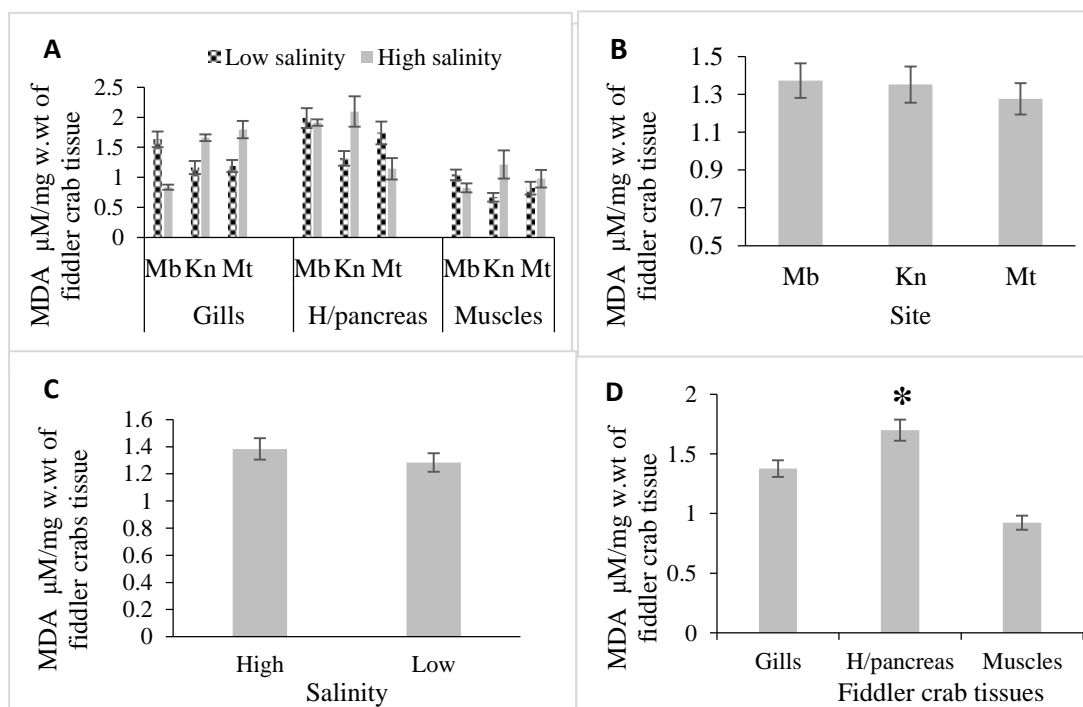 A
Low salinity High salinity
MDA μM/mg w.wt of
fiddler crab tissue
2.5
2
1.5
1
0.5
0
Mb Kn Mt Mb Kn Mt Mb Kn Mt
Gills H/pancreas Muscles
B
MDA μM/mg w.wt of
fiddler crab tissue
1.5
1.3
1.1
0.9
0.7
0.5
Mb Kn Mt
Site
C
MDA μM/mg w.wt of
fiddler crabs tissue
1.6
1.4
1.2
1
0.8
0.6
0.4
0.2
0
High Low
Salinity
D
MDA μM/mg w.wt of
fiddler crab tissue
2
1.5
1
0.5
0
*
Gills H/pancreas Muscles
Fiddler crab tissues